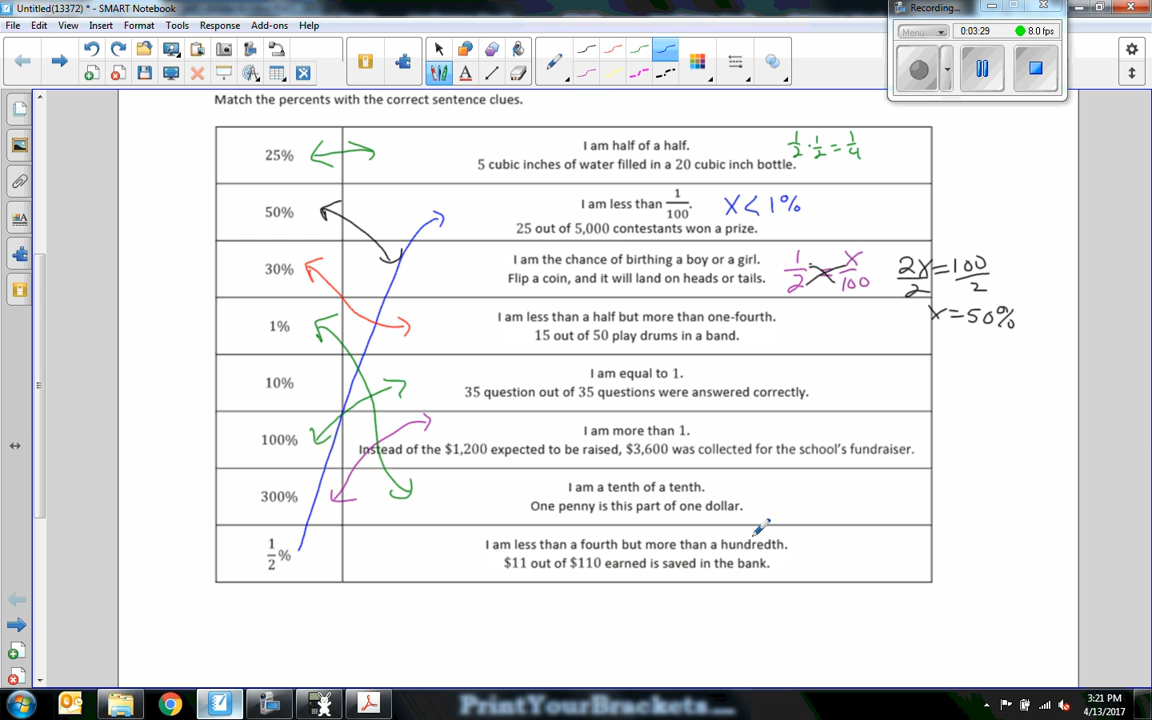 Untitled(13372) * - SMART Notebook
Recording...
File Edit View Insert Format Tools Response Add-ons Help
Menu 0:03:29 8.0 fps
Match the percents with the correct sentence clues.
25%
I am half of a half.
5 cubic inches of water filled in a 20 cubic inch bottle.
1/2 · 1/2 = 1/4
50%
I am less than 1/100.
25 out of 5,000 contestants won a prize.
x < 1%
30%
I am the chance of birthing a boy or a girl.
Flip a coin, and it will land on heads or tails.
1/2 = x/100
2x/2 = 100/2
x = 50%
1%
I am less than a half but more than one-fourth.
15 out of 50 play drums in a band.
10%
I am equal to 1.
35 question out of 35 questions were answered correctly.
100%
I am more than 1.
Instead of the $1,200 expected to be raised, $3,600 was collected for the school's fundraiser.
300%
I am a tenth of a tenth.
One penny is this part of one dollar.
1/2 %
I am less than a fourth but more than a hundredth.
$11 out of $110 earned is saved in the bank.
PrintYourBrackets.com
3:21 PM
4/13/2017